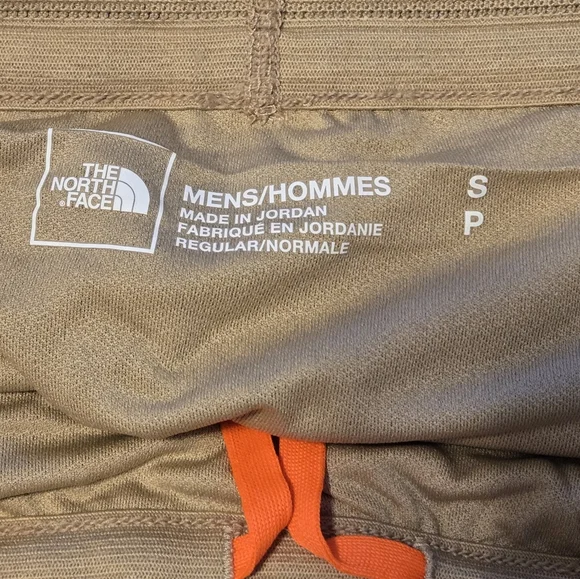 THE
NORTH
FACE
MENS/HOMMES
MADE IN JORDAN
FABRIQUÉ EN JORDANIE
REGULAR/NORMALE
S
P